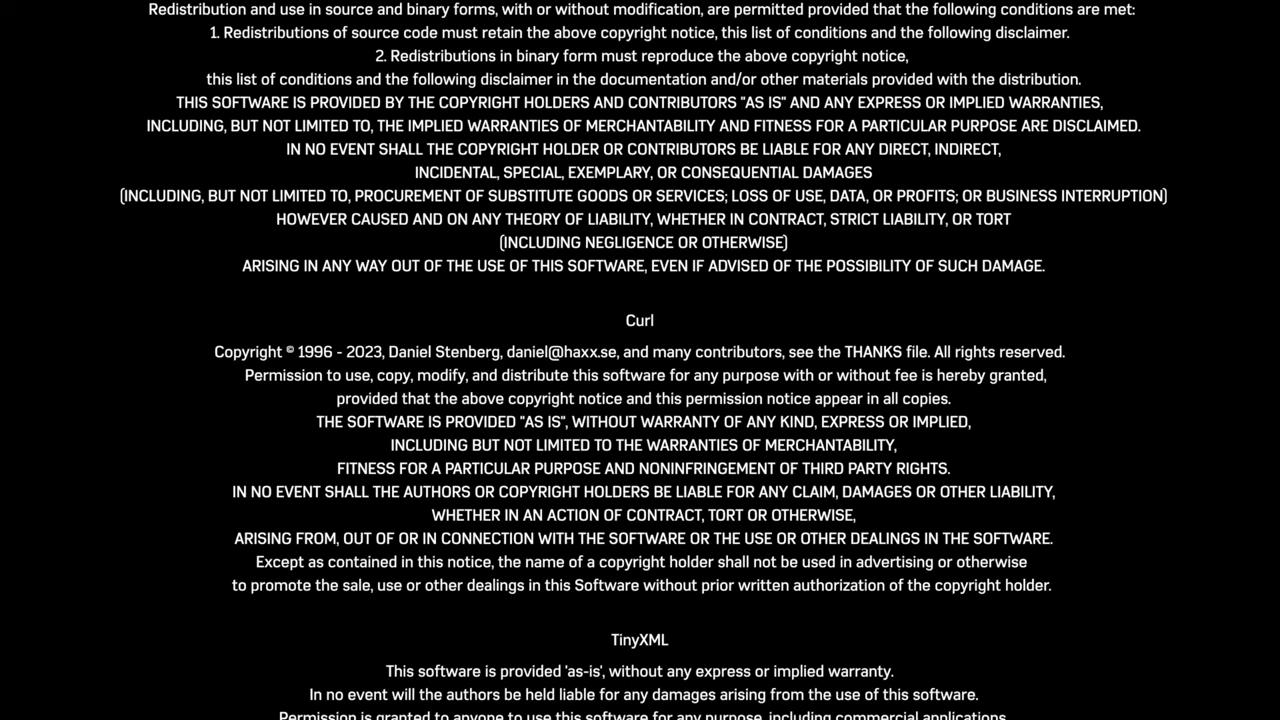 Redistribution and use in source and binary forms, with or without modification, are permitted provided that the following conditions are met:
1. Redistributions of source code must retain the above copyright notice, this list of conditions and the following disclaimer.
2. Redistributions in binary form must reproduce the above copyright notice,
this list of conditions and the following disclaimer in the documentation and/or other materials provided with the distribution.
THIS SOFTWARE IS PROVIDED BY THE COPYRIGHT HOLDERS AND CONTRIBUTORS "AS IS" AND ANY EXPRESS OR IMPLIED WARRANTIES,
INCLUDING, BUT NOT LIMITED TO, THE IMPLIED WARRANTIES OF MERCHANTABILITY AND FITNESS FOR A PARTICULAR PURPOSE ARE DISCLAIMED.
IN NO EVENT SHALL THE COPYRIGHT HOLDER OR CONTRIBUTORS BE LIABLE FOR ANY DIRECT, INDIRECT,
INCIDENTAL, SPECIAL, EXEMPLARY, OR CONSEQUENTIAL DAMAGES
(INCLUDING, BUT NOT LIMITED TO, PROCUREMENT OF SUBSTITUTE GOODS OR SERVICES; LOSS OF USE, DATA, OR PROFITS; OR BUSINESS INTERRUPTION)
HOWEVER CAUSED AND ON ANY THEORY OF LIABILITY, WHETHER IN CONTRACT, STRICT LIABILITY, OR TORT
(INCLUDING NEGLIGENCE OR OTHERWISE)
ARISING IN ANY WAY OUT OF THE USE OF THIS SOFTWARE, EVEN IF ADVISED OF THE POSSIBILITY OF SUCH DAMAGE.
Curl
Copyright © 1996 - 2023, Daniel Stenberg, daniel@haxx.se, and many contributors, see the THANKS file. All rights reserved.
Permission to use, copy, modify, and distribute this software for any purpose with or without fee is hereby granted,
provided that the above copyright notice and this permission notice appear in all copies.
THE SOFTWARE IS PROVIDED "AS IS", WITHOUT WARRANTY OF ANY KIND, EXPRESS OR IMPLIED,
INCLUDING BUT NOT LIMITED TO THE WARRANTIES OF MERCHANTABILITY,
FITNESS FOR A PARTICULAR PURPOSE AND NONINFRINGEMENT OF THIRD PARTY RIGHTS.
IN NO EVENT SHALL THE AUTHORS OR COPYRIGHT HOLDERS BE LIABLE FOR ANY CLAIM, DAMAGES OR OTHER LIABILITY,
WHETHER IN AN ACTION OF CONTRACT, TORT OR OTHERWISE,
ARISING FROM, OUT OF OR IN CONNECTION WITH THE SOFTWARE OR THE USE OR OTHER DEALINGS IN THE SOFTWARE.
Except as contained in this notice, the name of a copyright holder shall not be used in advertising or otherwise
to promote the sale, use or other dealings in this Software without prior written authorization of the copyright holder.
TinyXML
This software is provided 'as-is', without any express or implied warranty.
In no event will the authors be held liable for any damages arising from the use of this software.
Permission is granted to anyone to use this software for any purpose, including commercial applications,